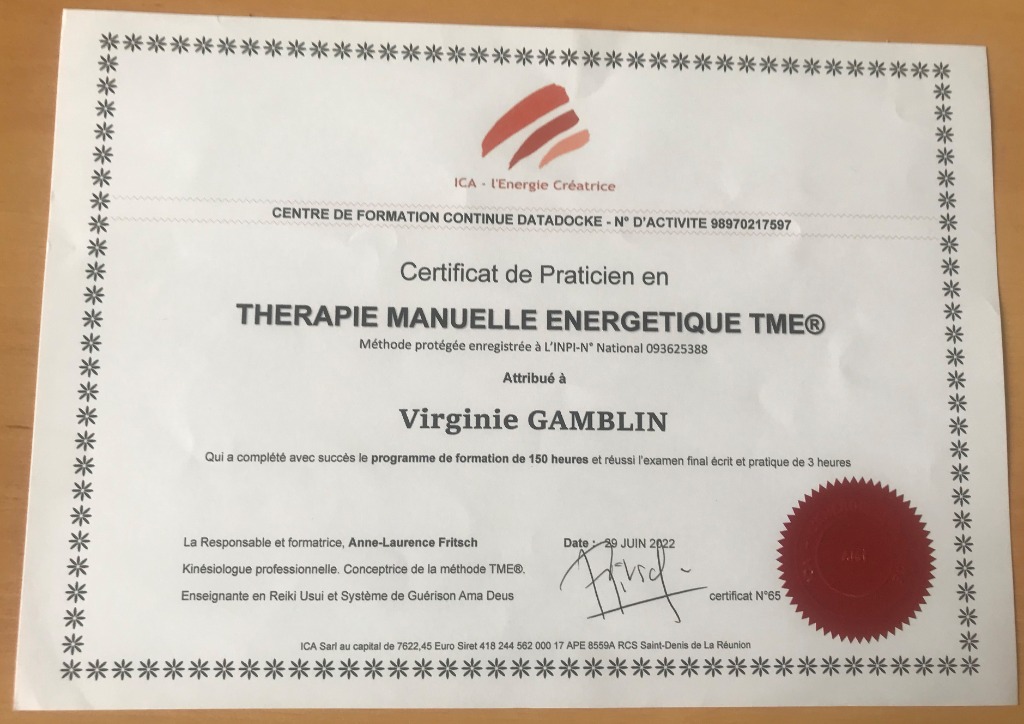 ICA - l'Energie Créatrice
CENTRE DE FORMATION CONTINUE DATADOCKE - N° D'ACTIVITE 98970217597
Certificat de Praticien en
THERAPIE MANUELLE ENERGETIQUE TME®
Méthode protégée enregistrée à L'INPI-N° National 093625388
Attribué à
Virginie GAMBLIN
Qui a complété avec succès le programme de formation de 150 heures et réussi l'examen final écrit et pratique de 3 heures
La Responsable et formatrice, Anne-Laurence Fritsch
Date : 29 JUIN 2022
Kinésiologue professionnelle. Conceptrice de la méthode TME®.
Enseignante en Reiki Usui et Système de Guérison Ama Deus
certificat N°65
ICA Sarl au capital de 7622,45 Euro Siret 418 244 562 000 17 APE 8559A RCS Saint-Denis de La Réunion